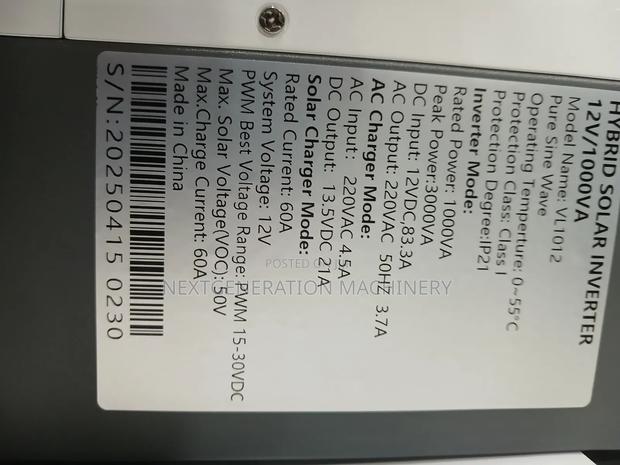 HYBRID SOLAR INVERTER
12V/1000VA
Model Name: VL1012
Pure Sine Wave
Operating Temperture: 0~55°C
Protection Class: Class I
Protection Degree:IP21
Inverter Mode:
Rated Power: 1000VA
Peak Power:3000VA
DC Input: 12VDC,83.3A
AC Output: 220VAC 50HZ 3.7A
AC Charger Mode:
AC Input: 220VAC 4.5A
DC Output: 13.5VDC 21A
Solar Charger Mode:
Rated Current: 60A
System Voltage: 12V
PWM Best Voltage Range: PWM 15-30VDC
Max. Solar Voltage(VOC): 50V
Max.Charge Current: 60A
Made in China
S/N:20250415 0230
POSTED BY
NEXTGENERATION MACHINERY